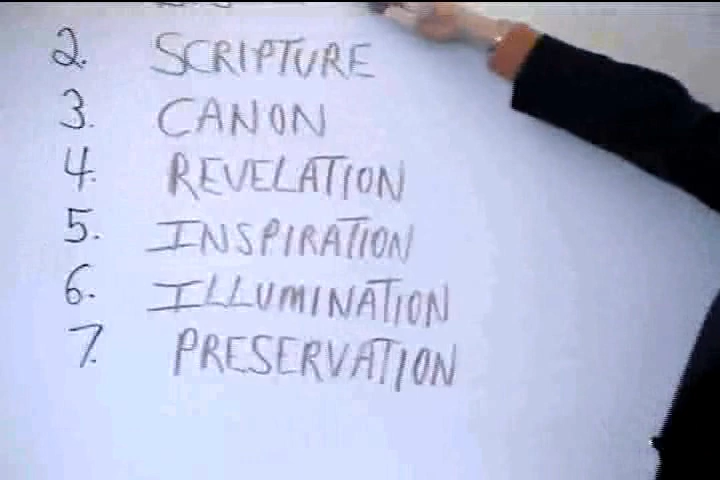 2. SCRIPTURE
3. CANON
4. REVELATION
5. INSPIRATION
6. ILLUMINATION
7. PRESERVATION